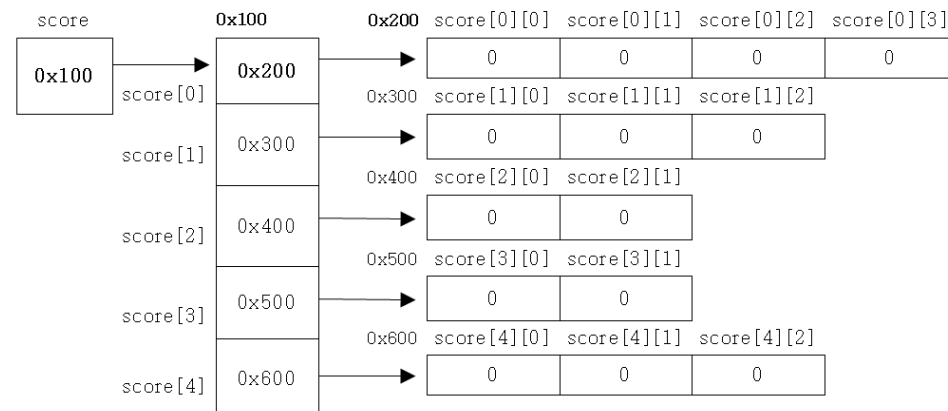 score 0x100 0x200 score[0][0] score[0][1] score[0][2] score[0][3]
0x100 0x200 0 0 0 0
score[0] 0x300 score[1][0] score[1][1] score[1][2]
score[1] 0x300 0 0 0
0x400 score[2][0] score[2][1]
score[2] 0x400 0 0
0x500 score[3][0] score[3][1]
score[3] 0x500 0 0
0x600 score[4][0] score[4][1] score[4][2]
score[4] 0x600 0 0 0